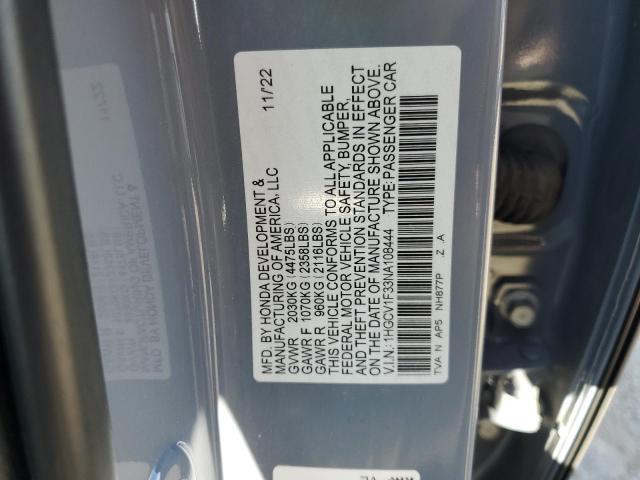 MFD. BY HONDA DEVELOPMENT & 11/22
MANUFACTURING OF AMERICA, LLC
GVWR 2030KG (4475LBS)
GAWR F 1070KG (2358LBS)
GAWR R 960KG (2116LBS)
THIS VEHICLE CONFORMS TO ALL APPLICABLE
FEDERAL MOTOR VEHICLE SAFETY, BUMPER,
AND THEFT PREVENTION STANDARDS IN EFFECT
ON THE DATE OF MANUFACTURE SHOWN ABOVE.
V.I.N.: 1HGCV1F33NA108444 TYPE: PASSENGER CAR
TVA N AP5 NH877P .Z .A